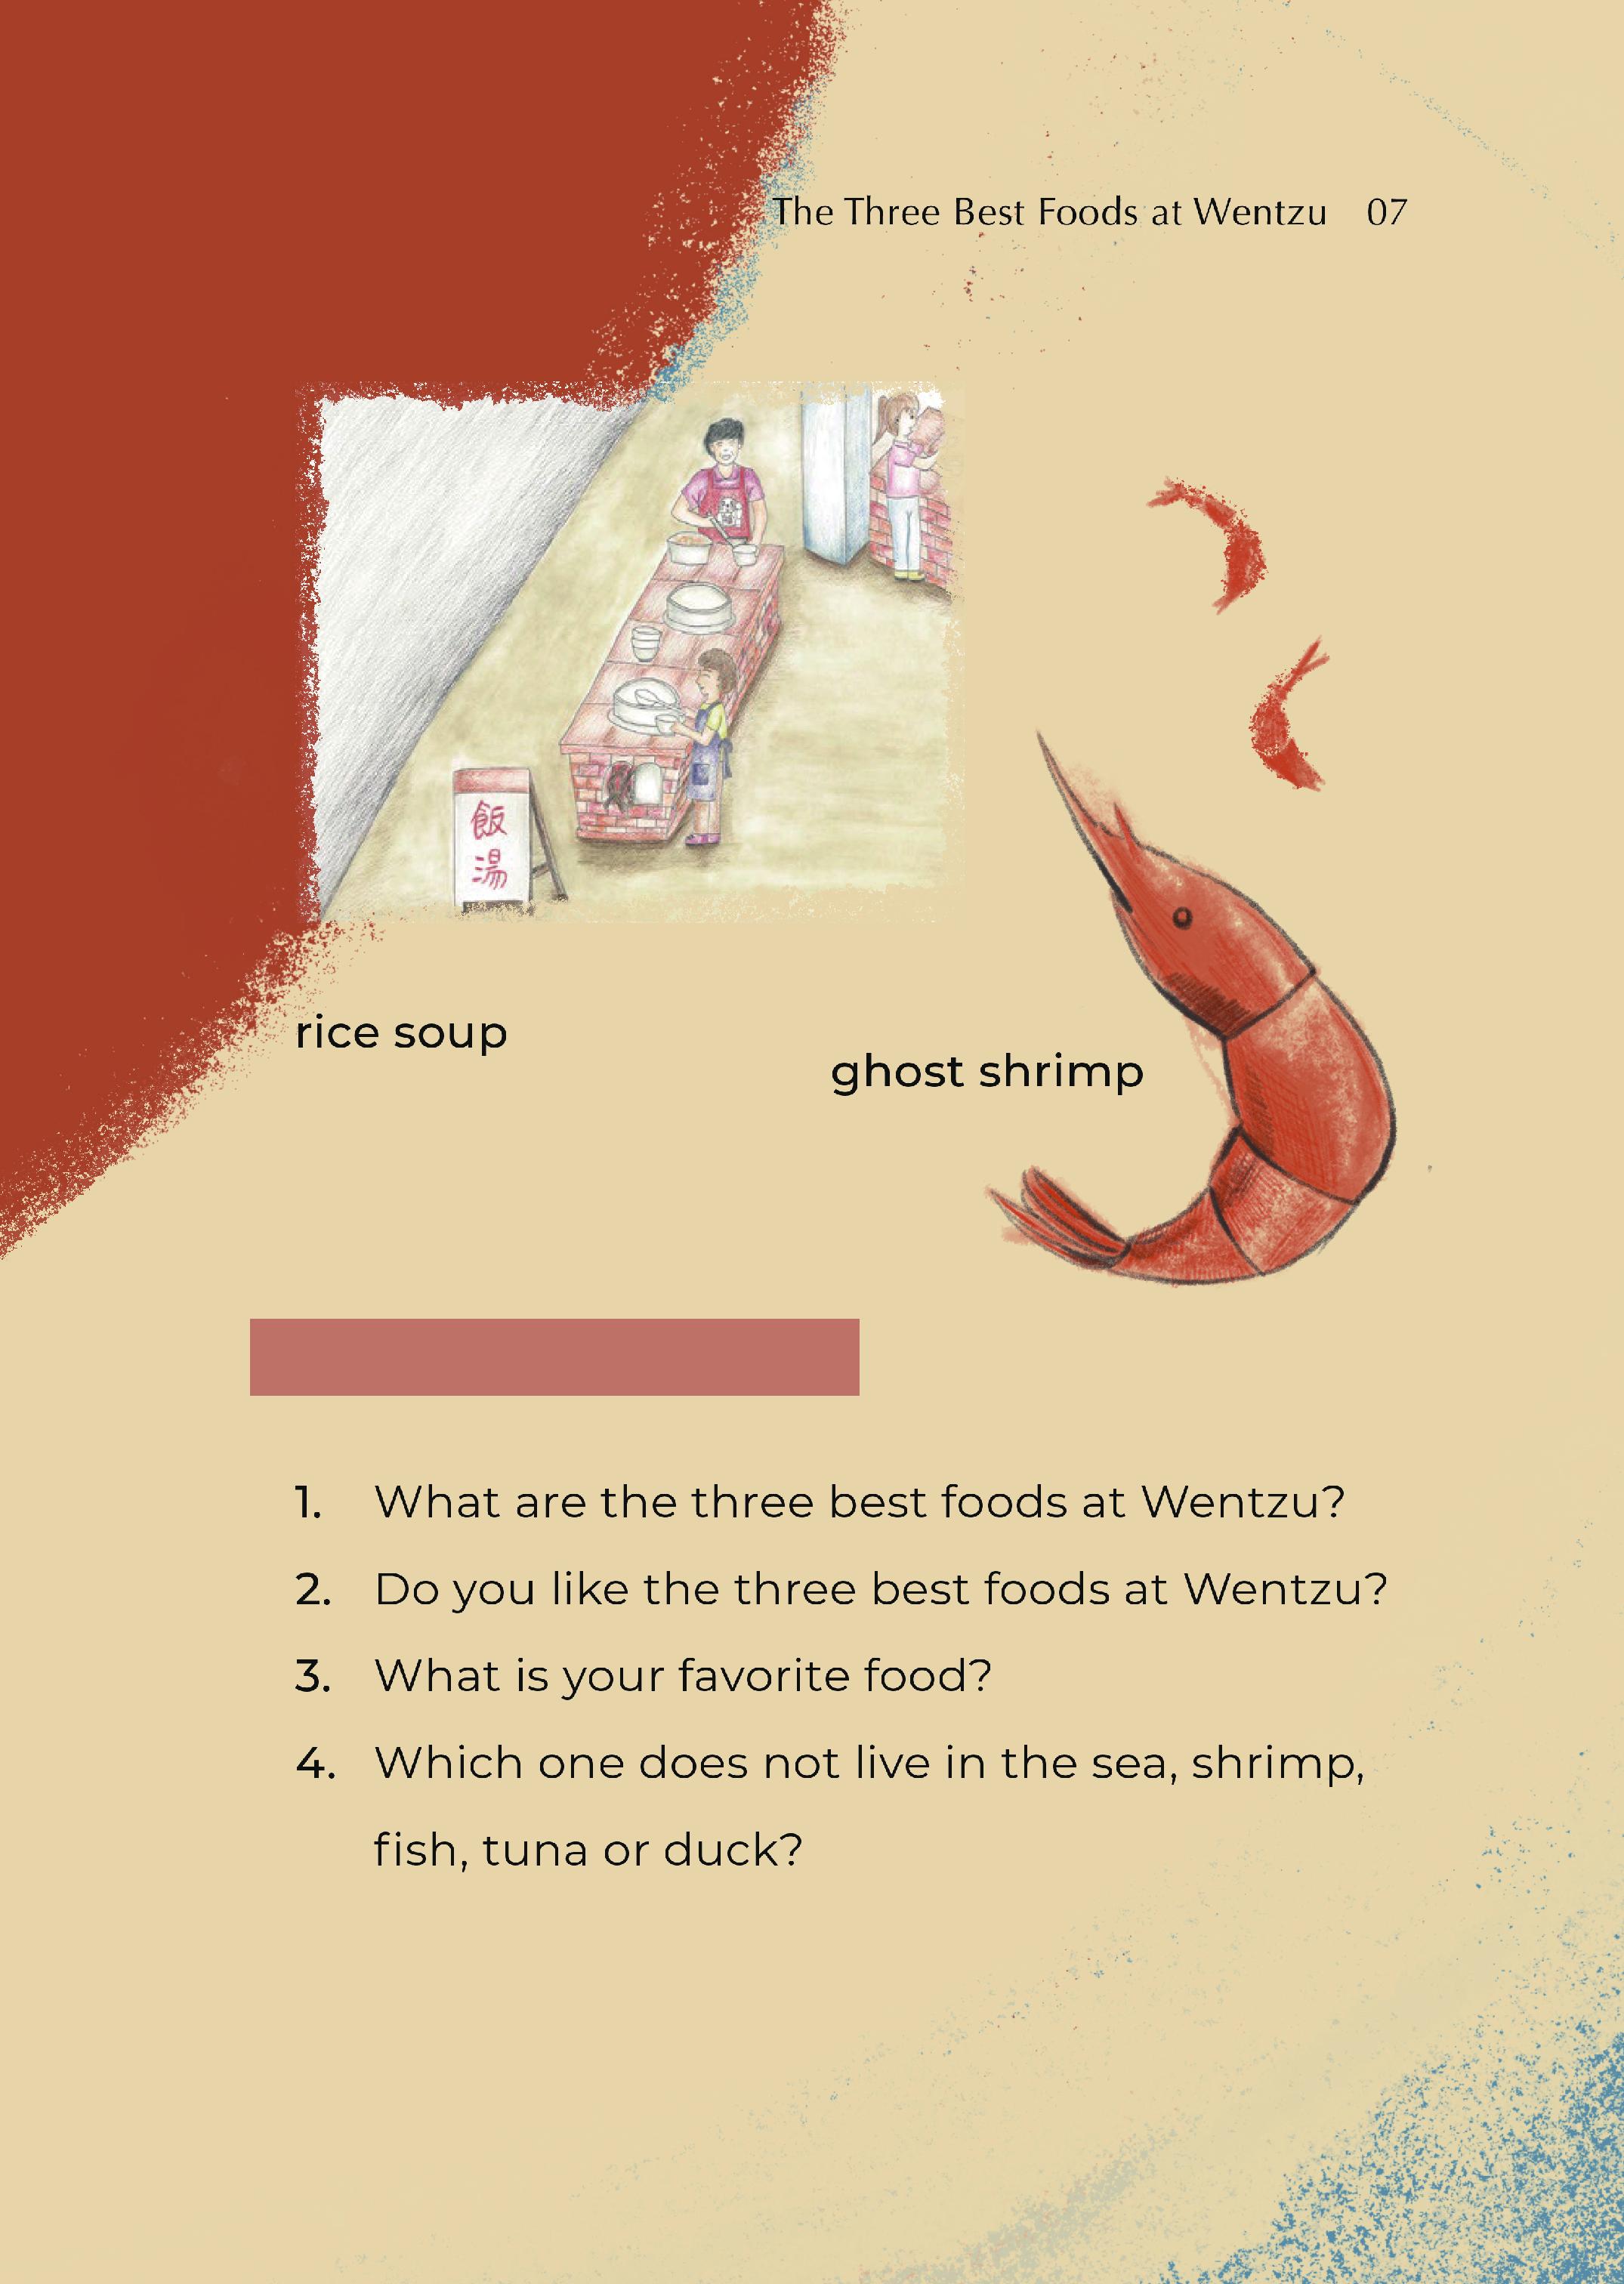 The Three Best Foods at Wentzu 07
飯
湯
rice soup
ghost shrimp
1. What are the three best foods at Wentzu?
2. Do you like the three best foods at Wentzu?
3. What is your favorite food?
4. Which one does not live in the sea, shrimp,
fish, tuna or duck?